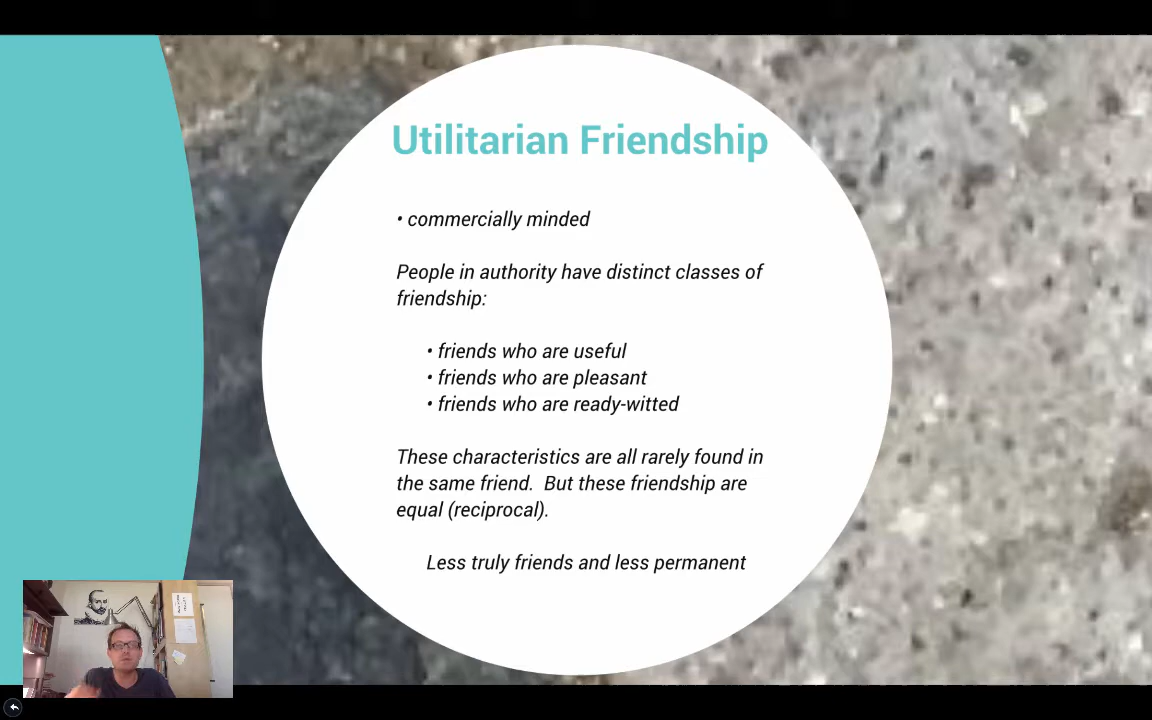 Utilitarian Friendship
• commercially minded
People in authority have distinct classes of
friendship:
• friends who are useful
• friends who are pleasant
• friends who are ready-witted
These characteristics are all rarely found in
the same friend.  But these friendship are
equal (reciprocal).
Less truly friends and less permanent